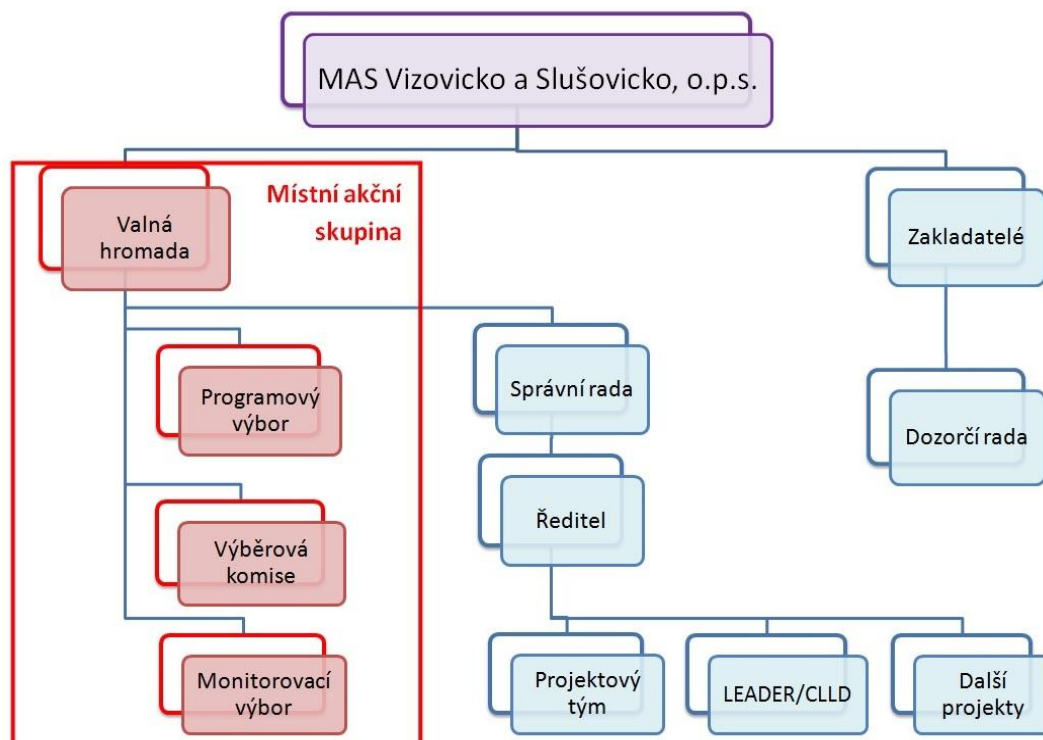 MAS Vizovicko a Slušovicko, o.p.s.
Místní akční
skupina
Valná
hromada
Zakladatelé
Programový
výbor
Správní rada
Dozorčí rada
Výběrová
komise
Ředitel
Monitorovací
výbor
Projektový
tým
LEADER/CLLD
Další
projekty